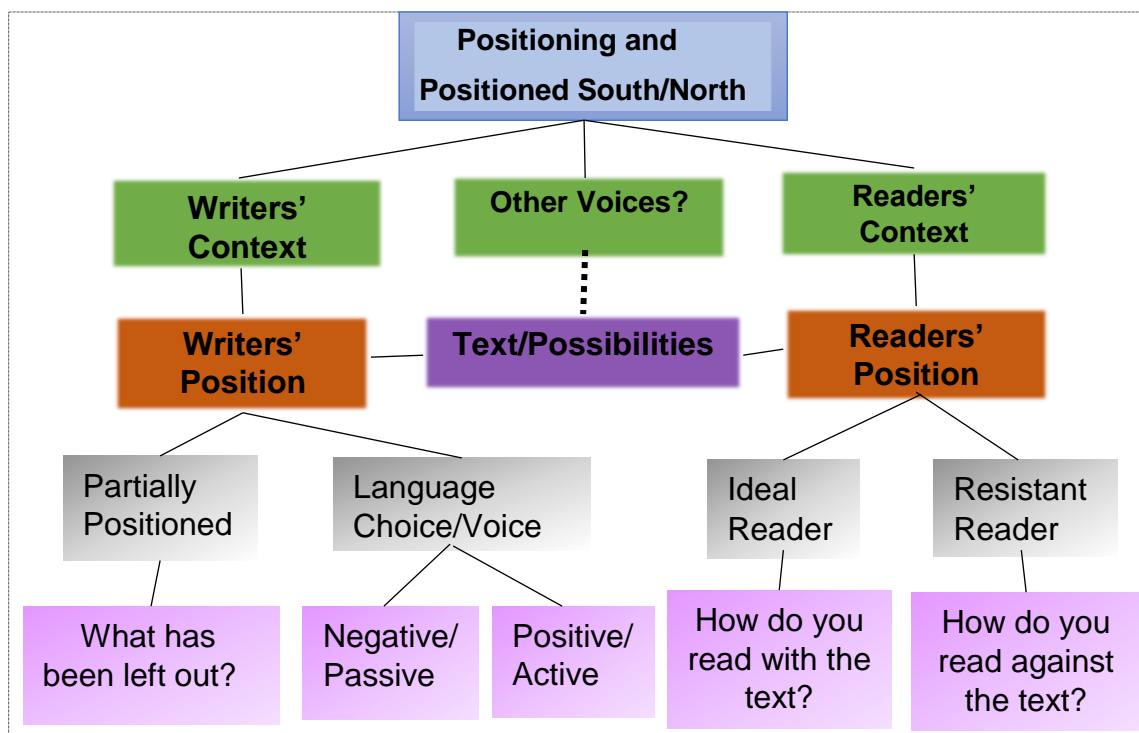 Positioning and
Positioned South/North
Writers’
Context
Other Voices?
Readers’
Context
Writers’
Position
Text/Possibilities
Readers’
Position
Partially
Positioned
Language
Choice/Voice
Ideal
Reader
Resistant
Reader
What has
been left out?
Negative/
Passive
Positive/
Active
How do you
read with the
text?
How do you
read against
the text?